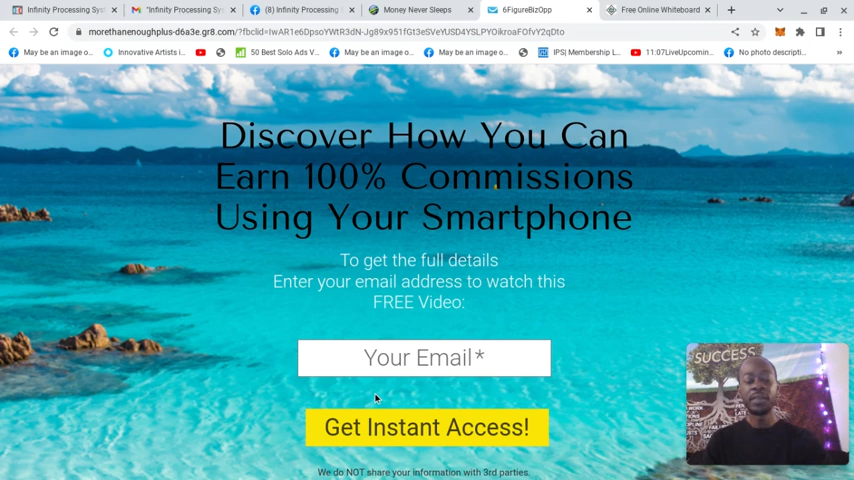 Infinity Processing Syst
"Infinity Processing Sys
(8) Infinity Processing
Money Never Sleeps
6FigureBizOpp
Free Online Whiteboard
morethanenoughplus-d6a3e.gr8.com/?fbclid=IwAR1e6DpsoYWtR3dN-Jg89x951fGt3eSVeYUSD4YSLPYOikroaFOfvY2qDto
May be an image o...
Innovative Artists i...
50 Best Solo Ads V...
May be an image o...
May be an image o...
IPS| Membership L...
11:07LiveUpcomin...
No photo descripti...
Discover How You Can
Earn 100% Commissions
Using Your Smartphone
To get the full details
Enter your email address to watch this
FREE Video:
Your Email*
Get Instant Access!
We do NOT share your information with 3rd parties.
SUCCESS